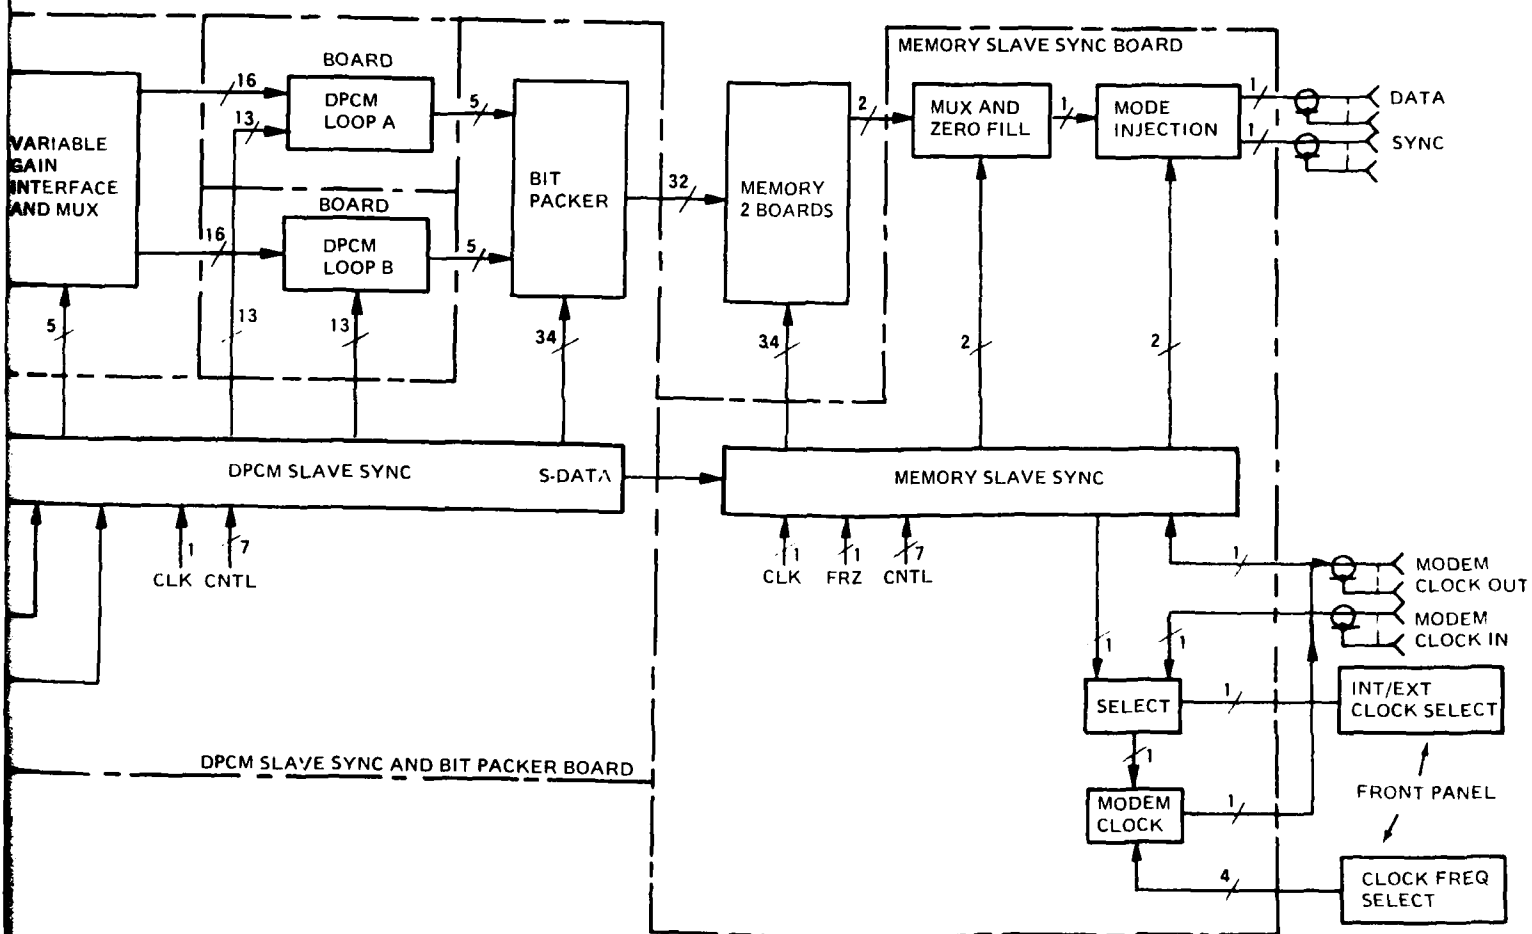 MEMORY SLAVE SYNC BOARD
BOARD
16
DPCM
LOOP A
13
5
VARIABLE
GAIN
INTERFACE
AND MUX
BIT
PACKER
32
MEMORY
2 BOARDS
2
MUX AND
ZERO FILL
1
MODE
INJECTION
1
DATA
1
SYNC
BOARD
16
DPCM
LOOP B
5
5
13
13
34
34
2
2
DPCM SLAVE SYNC
S-DATA
MEMORY SLAVE SYNC
1
7
CLK
CNTL
1
1
7
CLK
FRZ
CNTL
1
MODEM
CLOCK OUT
MODEM
CLOCK IN
1
1
SELECT
1
INT/EXT
CLOCK SELECT
1
DPCM SLAVE SYNC AND BIT PACKER BOARD
MODEM
CLOCK
1
FRONT PANEL
4
CLOCK FREQ
SELECT